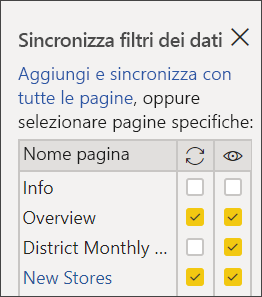 Sincronizza filtri dei dati
Aggiungi e sincronizza con
tutte le pagine, oppure
selezionare pagine specifiche:
Nome pagina
Info
Overview
District Monthly ...
New Stores